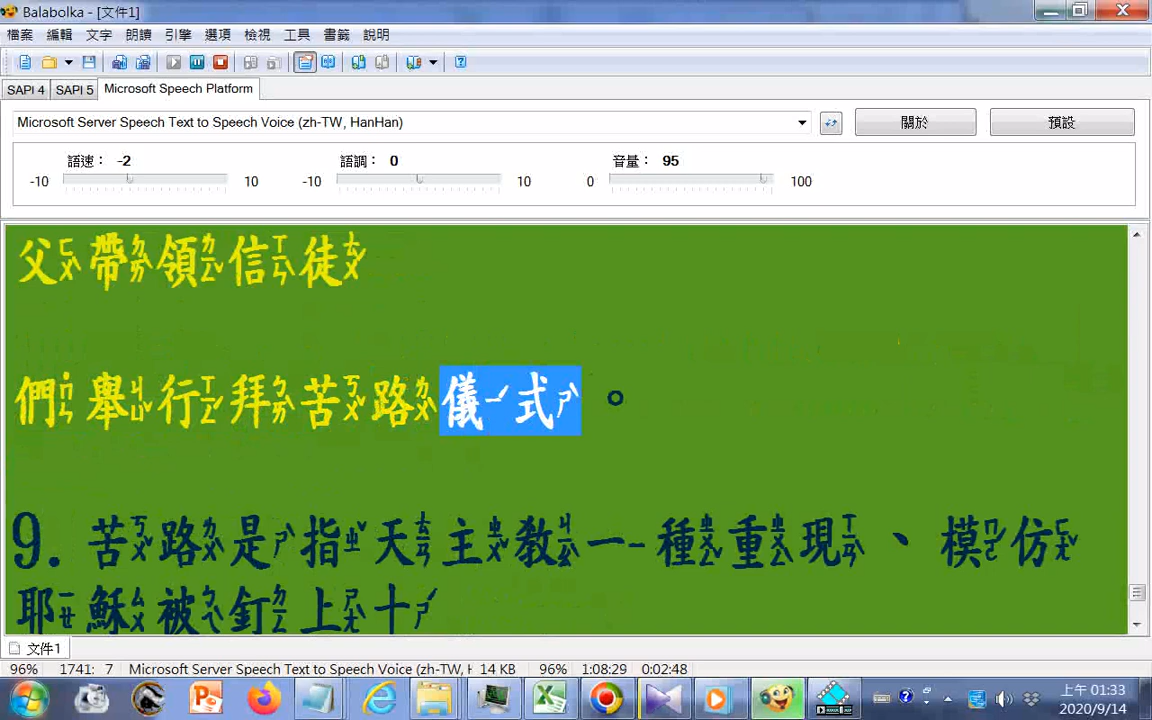 Balabolka - [文件1]
檔案 編輯 文字 朗讀 引擎 選項 檢視 工具 書籤 說明
SAPI 4 SAPI 5 Microsoft Speech Platform
Microsoft Server Speech Text to Speech Voice (zh-TW, HanHan) 關於 預設
語速： -2 語調： 0 音量： 95
-10 10 -10 10 0 100
父帶領信徒
們舉行拜苦路儀式。
9. 苦路是指天主教一種重現、模仿
耶穌被釘上十
文件1
96% 1741: 7 Microsoft Server Speech Text to Speech Voice (zh-TW, H 14 KB 96% 1:08:29 0:02:48
上午 01:33
2020/9/14